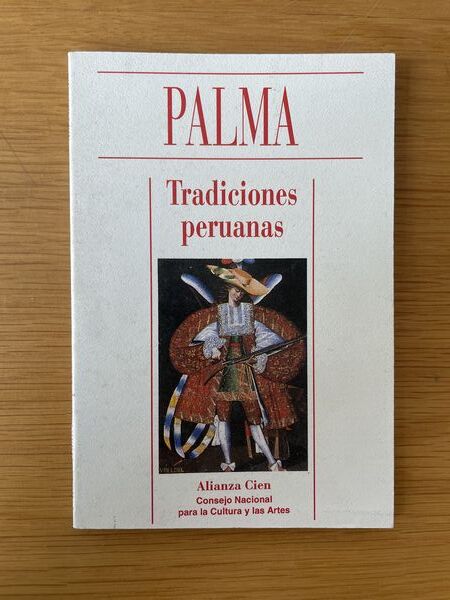 PALMA
Tradiciones
peruanas
Alianza Cien
Consejo Nacional
para la Cultura y las Artes